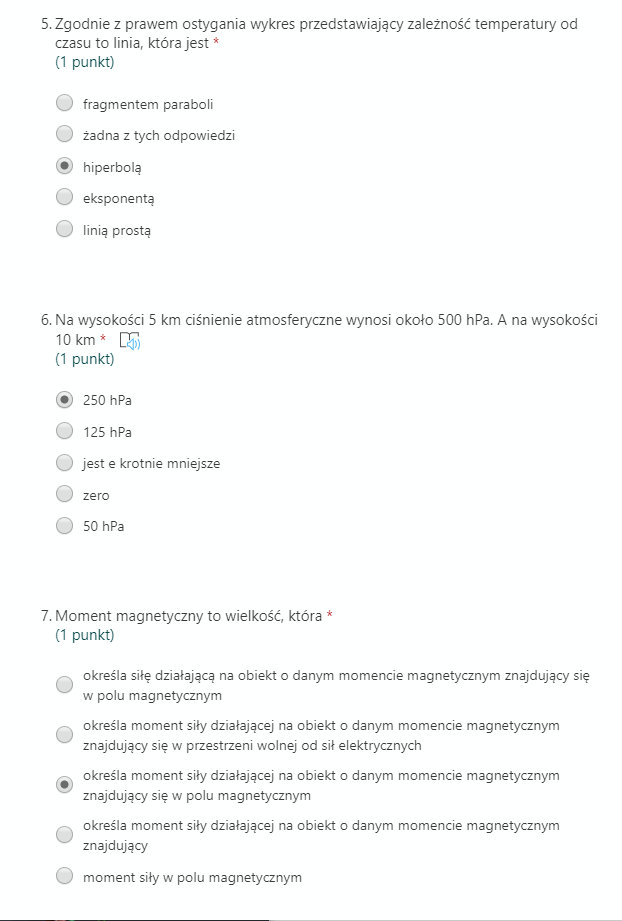 5. Zgodnie z prawem ostygania wykres przedstawiający zależność temperatury od
czasu to linia, która jest *
(1 punkt)
fragmentem paraboli
żadna z tych odpowiedzi
hiperbolą
eksponentą
linią prostą
6. Na wysokości 5 km ciśnienie atmosferyczne wynosi około 500 hPa. A na wysokości
10 km *
(1 punkt)
250 hPa
125 hPa
jest e krotnie mniejsze
zero
50 hPa
7. Moment magnetyczny to wielkość, która *
(1 punkt)
określa siłę działającą na obiekt o danym momencie magnetycznym znajdujący się
w polu magnetycznym
określa moment siły działającej na obiekt o danym momencie magnetycznym
znajdujący się w przestrzeni wolnej od sił elektrycznych
określa moment siły działającej na obiekt o danym momencie magnetycznym
znajdujący się w polu magnetycznym
określa moment siły działającej na obiekt o danym momencie magnetycznym
znajdujący
moment siły w polu magnetycznym